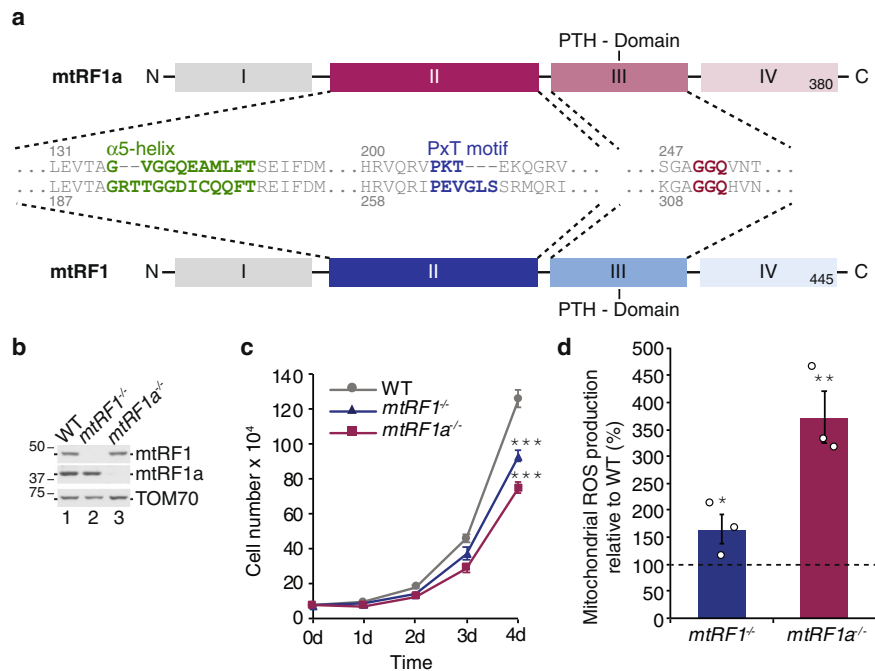 a
PTH - Domain
mtRF1a N I II III IV 380 C
131 α5-helix 200 PxT motif 247
...LEVTAG--VGGQEAMLFTSEIFDM...HRVQRVPKT---EKQGRV... ...SGAGGQVNT...
...LEVTAGRTTGGDICQQFTREIFDM...HRVQRIPEVGLSSRMQRI... ...KGAGGQHVN...
187 258 308
mtRF1 N I II III IV 445 C
PTH - Domain
b
WT mtRF1-/- mtRF1a-/-
50 mtRF1
37 mtRF1a
75 TOM70
1 2 3
c
Cell number x 10⁴
140
120
100
80
60
40
20
0
WT
mtRF1-/-
mtRF1a-/-
***
***
0d 1d 2d 3d 4d
Time
d
Mitochondrial ROS production
relative to WT (%)
500
450
400
350
300
250
200
150
100
50
0
*
**
mtRF1-/- mtRF1a-/-